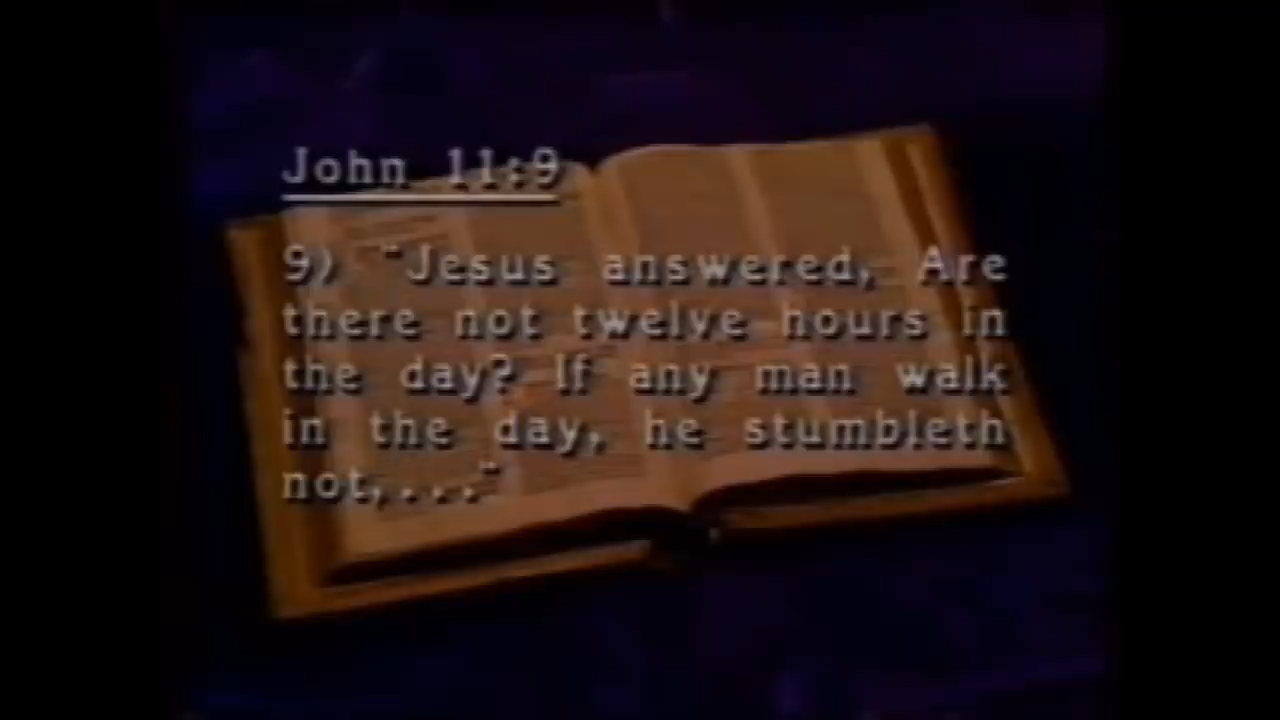 John 11:9
9) "Jesus answered, Are
there not twelve hours in
the day? If any man walk
in the day, he stumbleth
not,..."